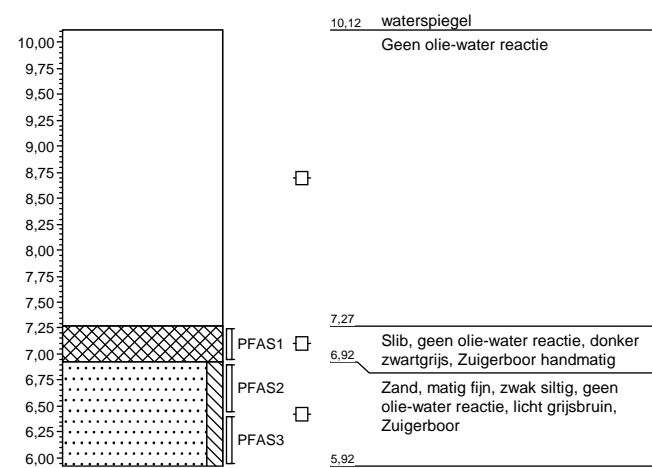 10,12 waterspiegel
Geen olie-water reactie
10,00
9,75
9,50
9,25
9,00
8,75
8,50
8,25
8,00
7,75
7,50
7,25
7,00
6,75
6,50
6,25
6,00
PFAS1
PFAS2
PFAS3
7,27
Slib, geen olie-water reactie, donker
zwartgrijs, Zuigerboor handmatig
6,92
Zand, matig fijn, zwak siltig, geen
olie-water reactie, licht grijsbruin,
Zuigerboor
5,92